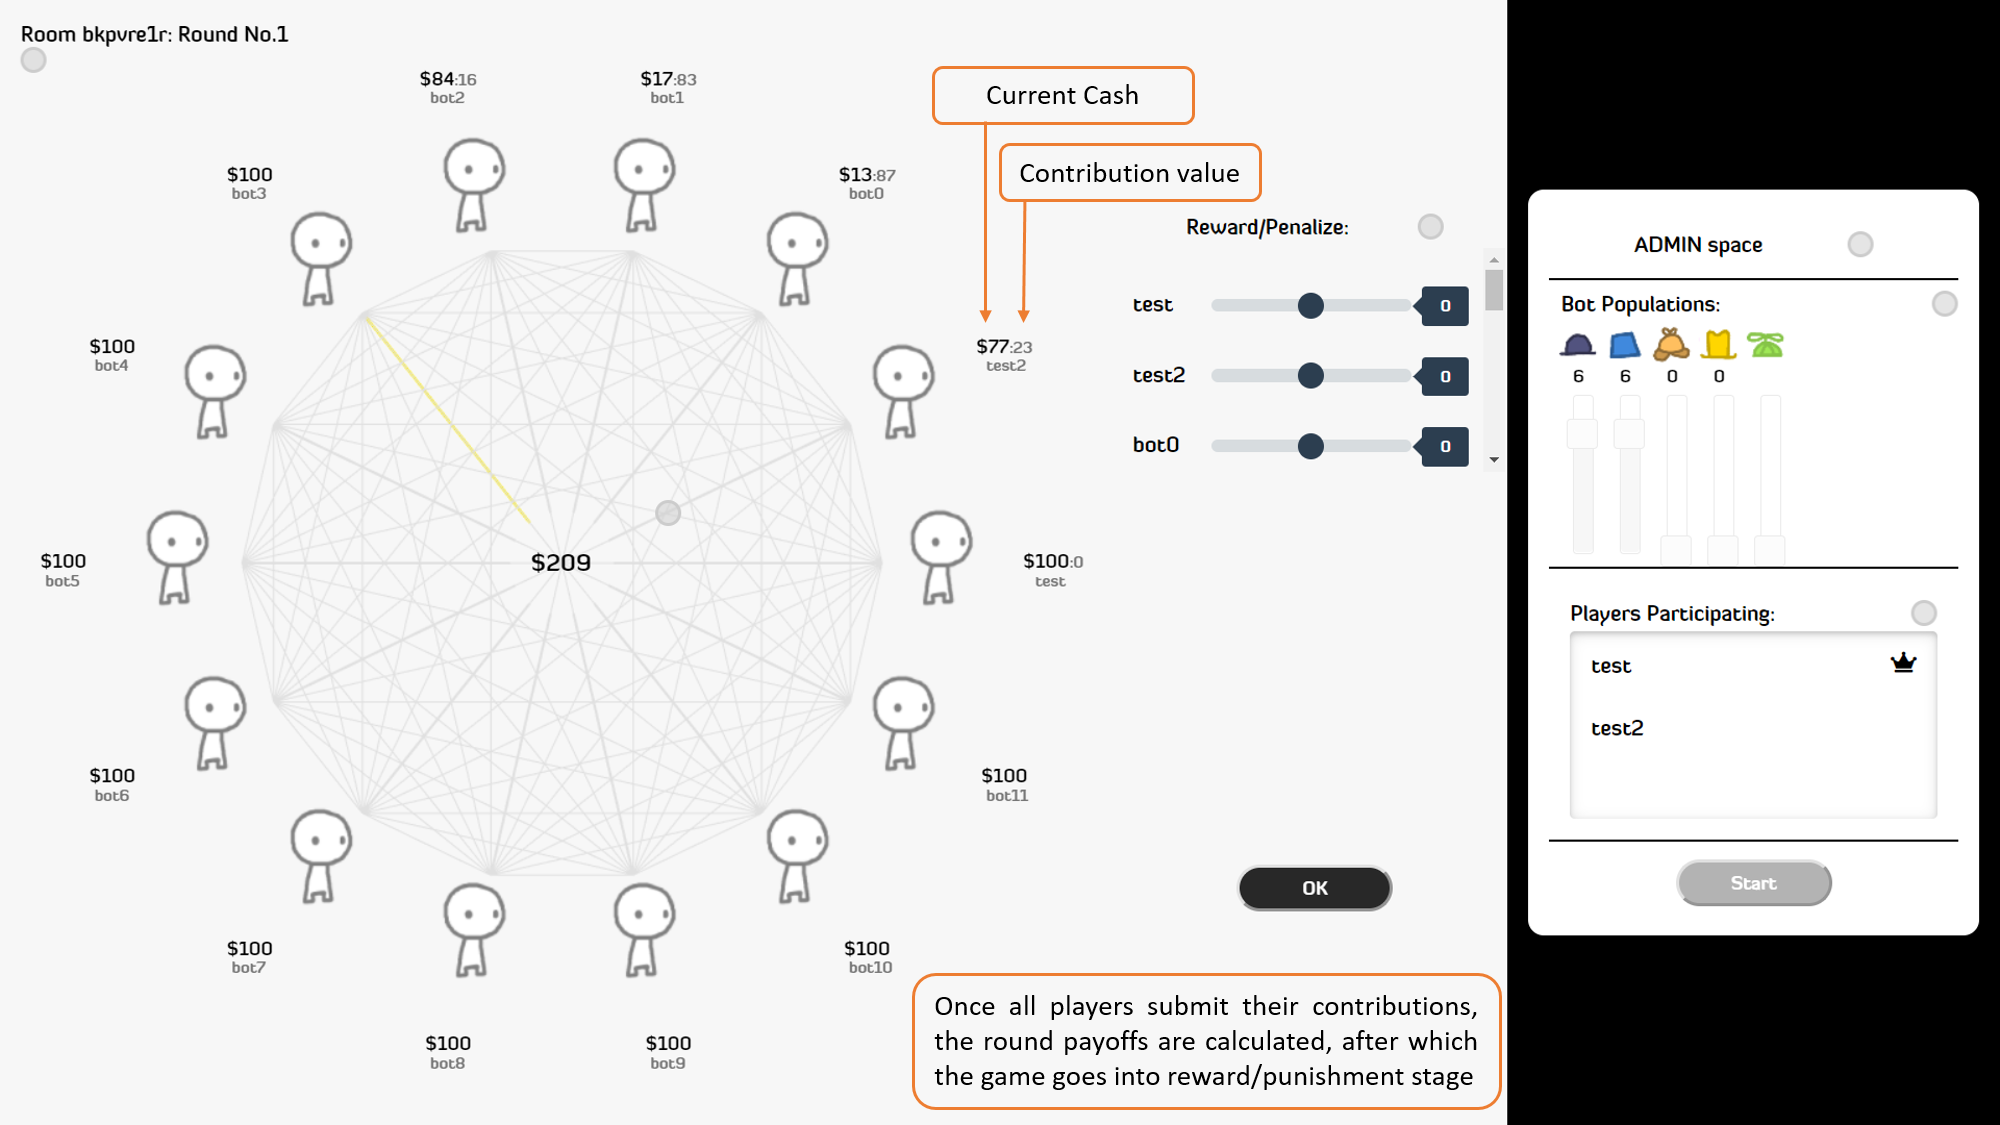 Room bkpvre1r: Round No.1
$84:16
bot2
$17:83
bot1
Current Cash
Contribution value
$100
bot3
$13:87
bot0
Reward/Penalize:
test
0
$100
bot4
$77:23
test2
test2
0
bot0
0
$100
bot5
$209
$100:0
test
$100
bot6
$100
bot11
OK
$100
bot7
$100
bot10
$100
bot8
$100
bot9
Once all players submit their contributions,
the round payoffs are calculated, after which
the game goes into reward/punishment stage
ADMIN space
Bot Populations:
6 6 0 0
Players Participating:
test
test2
Start